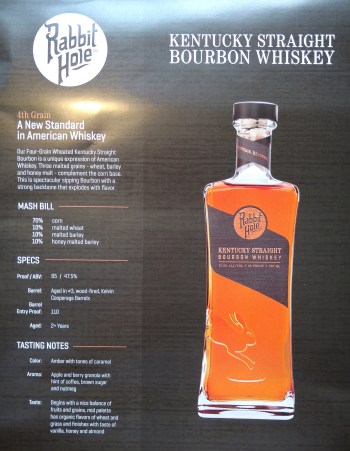 Rabbit
Hole
KENTUCKY STRAIGHT
BOURBON WHISKEY
4th Grain
A New Standard
in American Whiskey
Our Four-Grain Wheated Kentucky Straight
Bourbon is a unique expression of American
Whiskey. Three malted grains - wheat, barley
and honey malt - complement the corn base.
This is spectacular sipping Bourbon with a
strong backbone that explodes with flavor.
MASH BILL
70% corn
10% malted wheat
10% malted barley
10% honey malted barley
SPECS
Proof / ABV: 95 / 47.5%
Barrel: Aged in #3, wood-fired, Kelvin
Cooperage Barrels
Barrel
Entry Proof: 110
Aged: 2+ Years
TASTING NOTES
Color: Amber with tones of caramel
Aroma: Apple and berry granola with
hint of coffee, brown sugar
and nutmeg
Taste: Begins with a nice balance of
fruits and grains, mid palette
has organic flavors of wheat and
grass and finishes with taste of
vanilla, honey and almond
Rabbit
Hole
KENTUCKY STRAIGHT
BOURBON WHISKEY